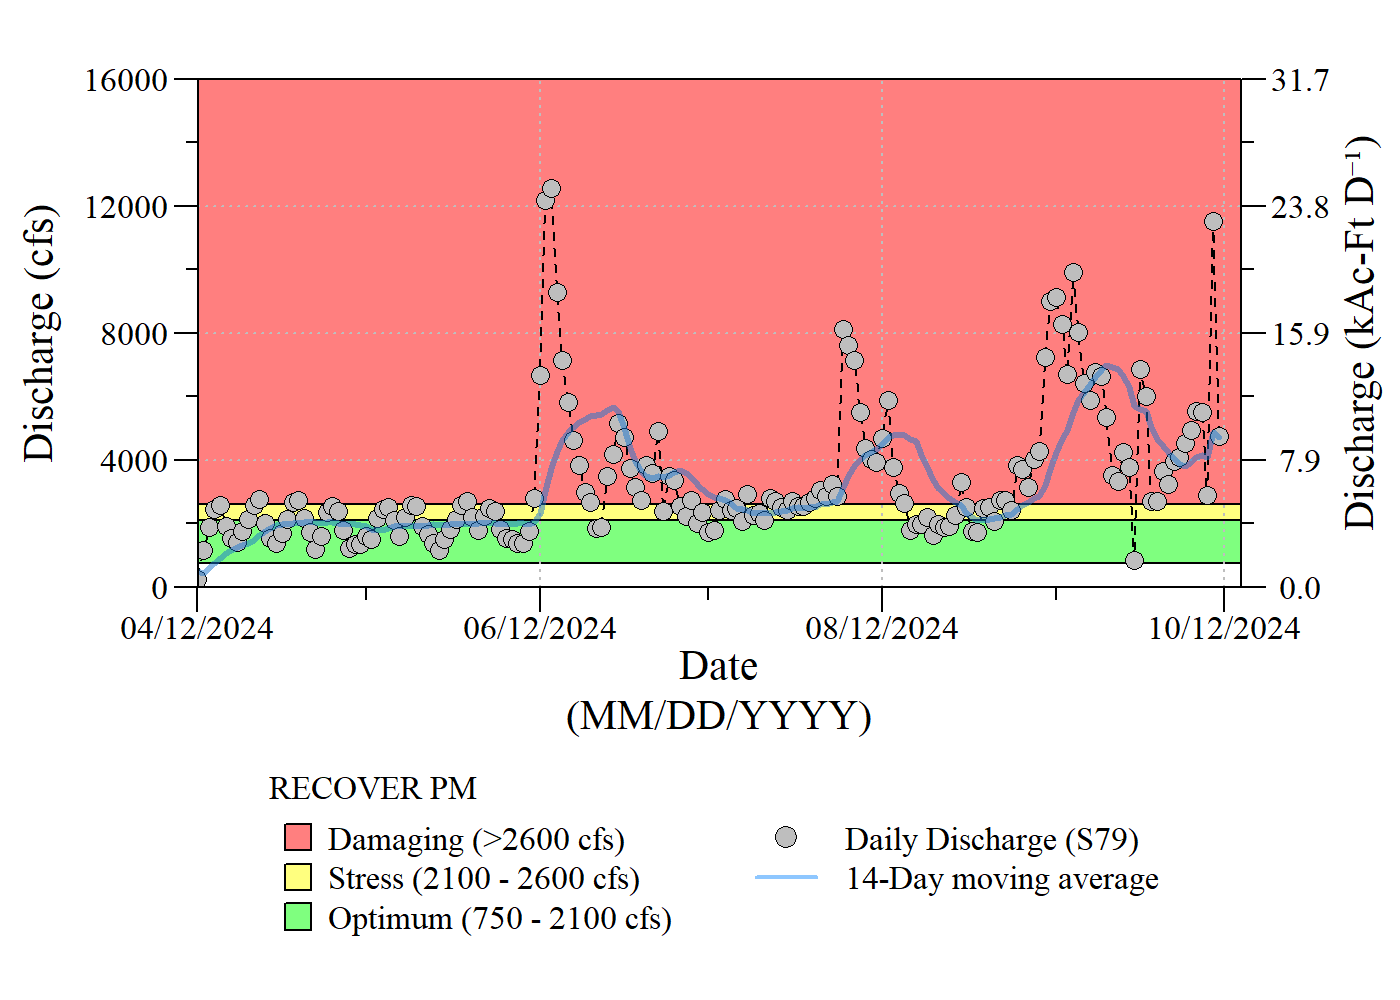 16000
12000
8000
4000
0
Discharge (cfs)
31.7
23.8
15.9
7.9
0.0
Discharge (kAc-Ft D⁻¹)
04/12/2024 06/12/2024 08/12/2024 10/12/2024
Date
(MM/DD/YYYY)
RECOVER PM
Damaging (>2600 cfs)
Stress (2100 - 2600 cfs)
Optimum (750 - 2100 cfs)
Daily Discharge (S79)
14-Day moving average